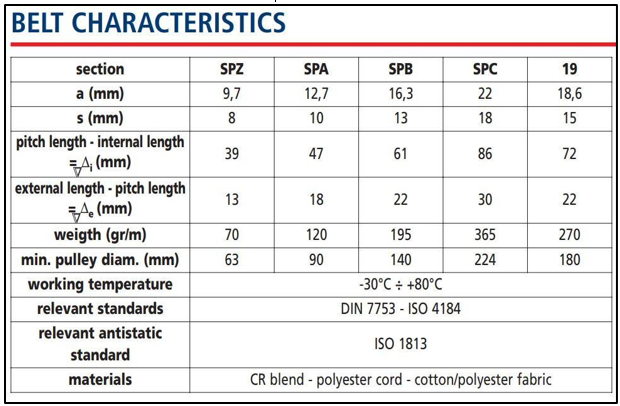 BELT CHARACTERISTICS
section SPZ SPA SPB SPC 19
a (mm) 9,7 12,7 16,3 22 18,6
s (mm) 8 10 13 18 15
pitch length - internal length
=Δi (mm) 39 47 61 86 72
external length - pitch length
=Δe (mm) 13 18 22 30 22
weigth (gr/m) 70 120 195 365 270
min. pulley diam. (mm) 63 90 140 224 180
working temperature -30°C ÷ +80°C
relevant standards DIN 7753 - ISO 4184
relevant antistatic
standard ISO 1813
materials CR blend - polyester cord - cotton/polyester fabric